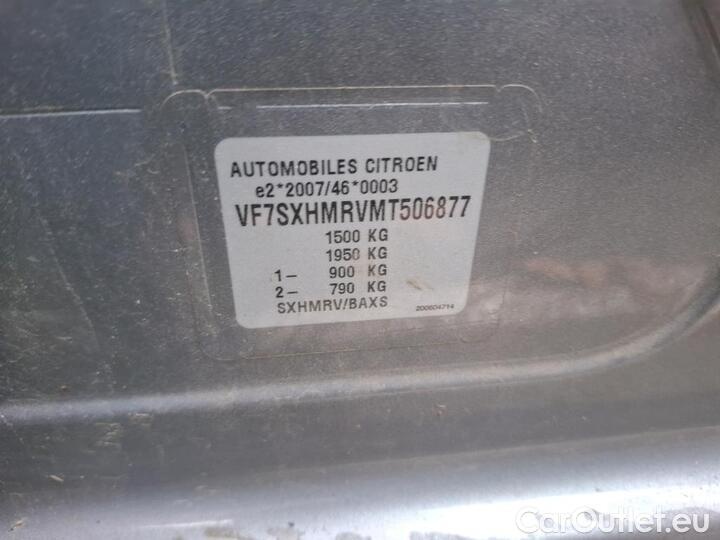 AUTOMOBILES CITROEN
e2*2007/46*0003
VF7SXHMRVMT506877
1500 KG
1950 KG
1– 900 KG
2– 790 KG
SXHMRV/BAXS 200604714
CarOutlet.eu